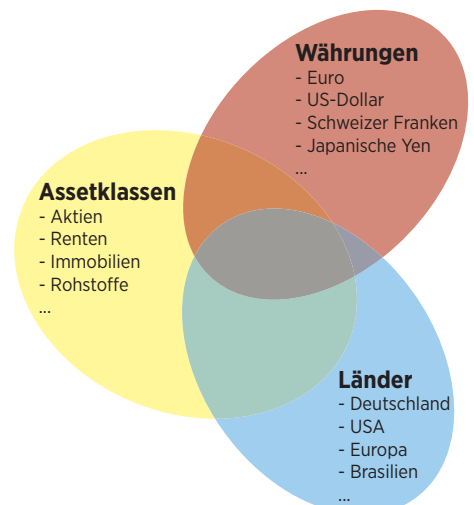 Währungen
- Euro
- US-Dollar
- Schweizer Franken
- Japanische Yen
...
Assetklassen
- Aktien
- Renten
- Immobilien
- Rohstoffe
...
Länder
- Deutschland
- USA
- Europa
- Brasilien
...